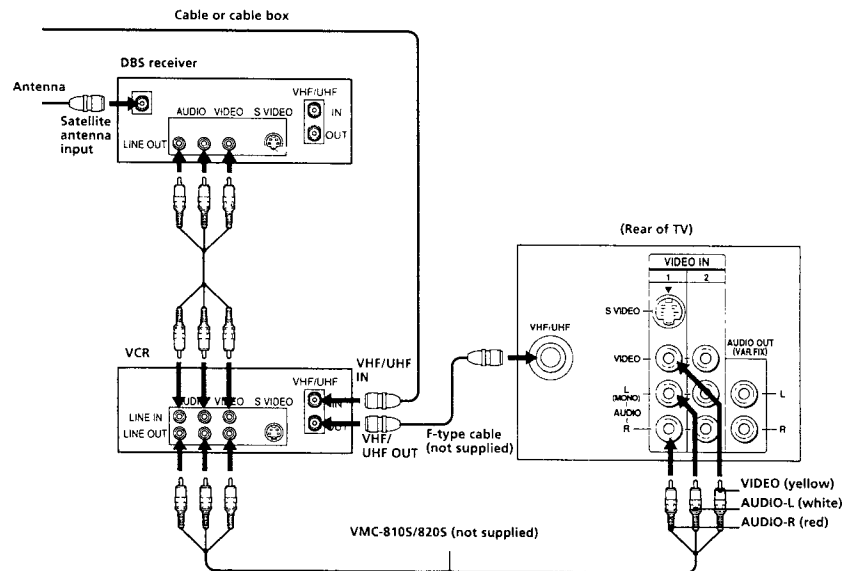 Cable or cable box
DBS receiver
Antenna
Satellite
antenna
input
AUDIO VIDEO S VIDEO
VHF/UHF
IN
OUT
LINE OUT
(Rear of TV)
VIDEO IN
1 2
S VIDEO
VHF/UHF
VIDEO
AUDIO OUT
(VAR.FIX)
L
(MONO)
AUDIO
R
L
R
VCR
VHF/UHF
IN
VHF/UHF
IN
VIDEO S VIDEO
LINE IN
LINE OUT
VHF/
UHF OUT
F-type cable
(not supplied)
VIDEO (yellow)
AUDIO-L (white)
AUDIO-R (red)
VMC-810S/820S (not supplied)